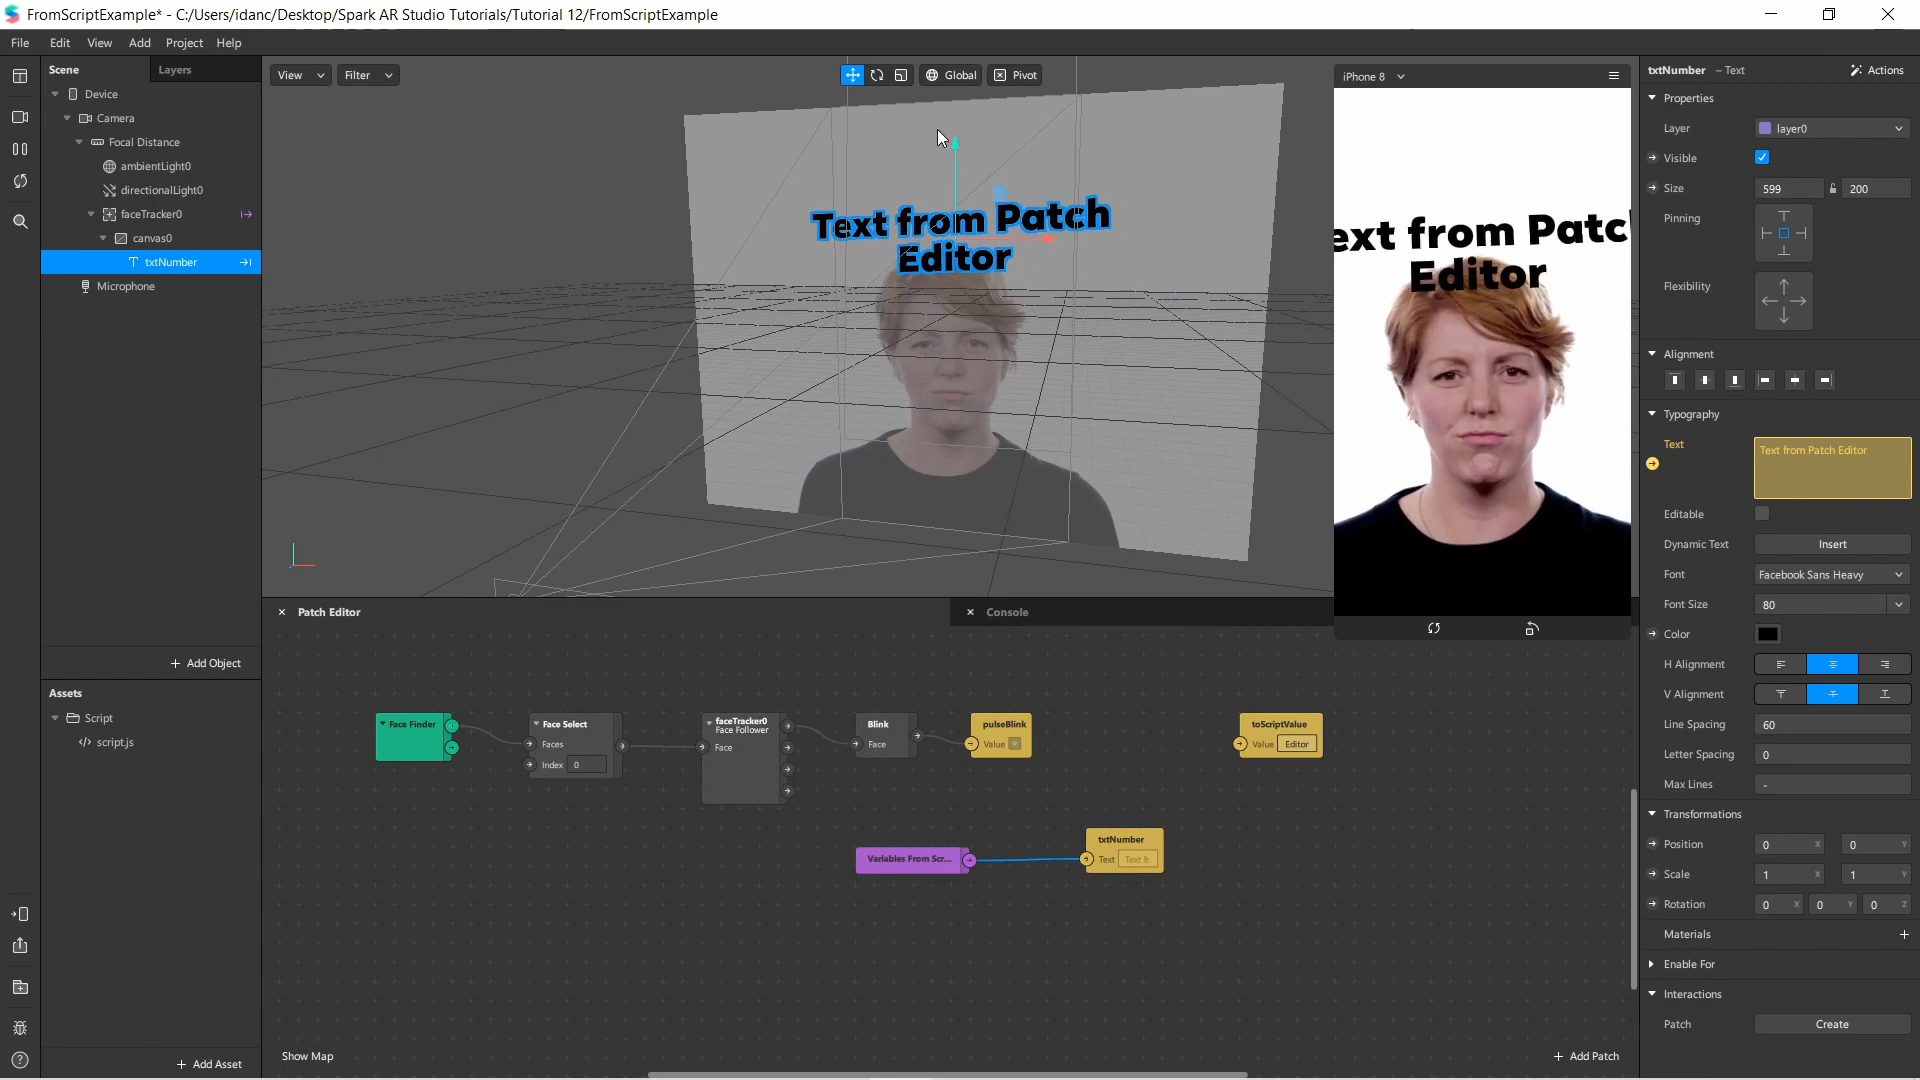 FromScriptExample* - C:/Users/idanc/Desktop/Spark AR Studio Tutorials/Tutorial 12/FromScriptExample
File Edit View Add Project Help
Scene Layers
Device
Camera
Focal Distance
ambientLight0
directionalLight0
faceTracker0
canvas0
txtNumber
Microphone
+ Add Object
Assets
Script
script.js
+ Add Asset
View Filter
Global Pivot
Text from Patch
Editor
iPhone 8
ext from Patc
Editor
Patch Editor
Console
Face Finder
Face Select
Faces
Index 0
faceTracker0
Face Follower
Face
Blink
Face
pulseBlink
Value
toScriptValue
Value Editor
Variables From Scr...
txtNumber
Text Text fr
Show Map
+ Add Patch
txtNumber – Text Actions
Properties
Layer layer0
Visible
Size 599 200
Pinning
Flexibility
Alignment
Typography
Text Text from Patch Editor
Editable
Dynamic Text Insert
Font Facebook Sans Heavy
Font Size 80
Color
H Alignment
V Alignment
Line Spacing 60
Letter Spacing 0
Max Lines -
Transformations
Position 0 X 0 Y
Scale 1 X 1 Y
Rotation 0 X 0 Y 0 Z
Materials +
Enable For
Interactions
Patch Create